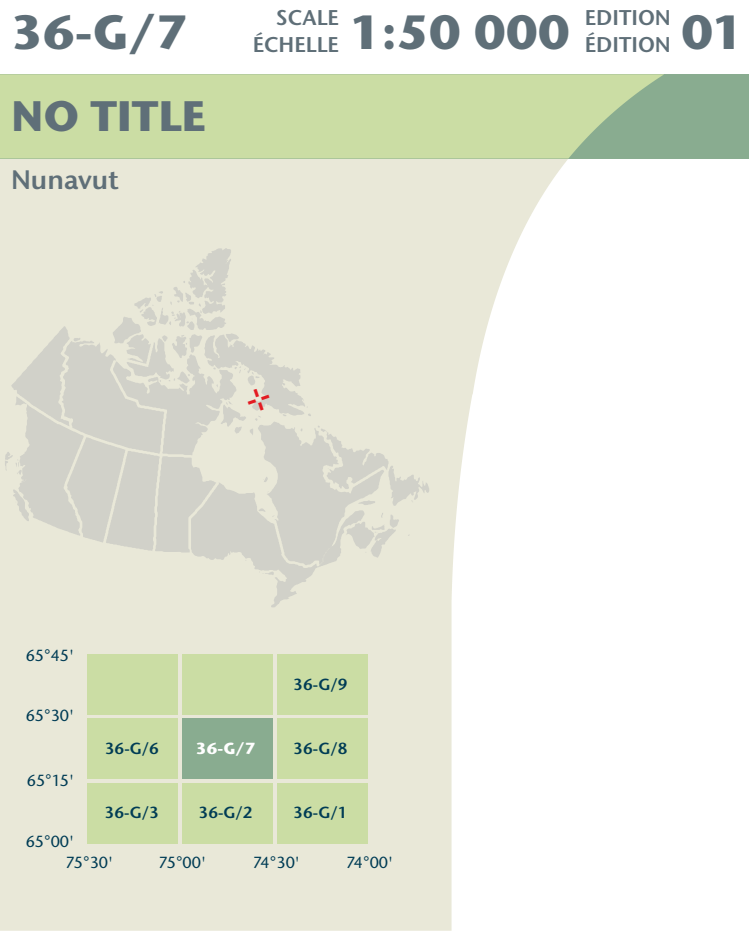 36-G/7
SCALE
ÉCHELLE
1:50 000
EDITION
ÉDITION
01
NO TITLE
Nunavut
65°45'
36-G/9
65°30'
36-G/6 36-G/7 36-G/8
65°15'
36-G/3 36-G/2 36-G/1
65°00'
75°30' 75°00' 74°30' 74°00'